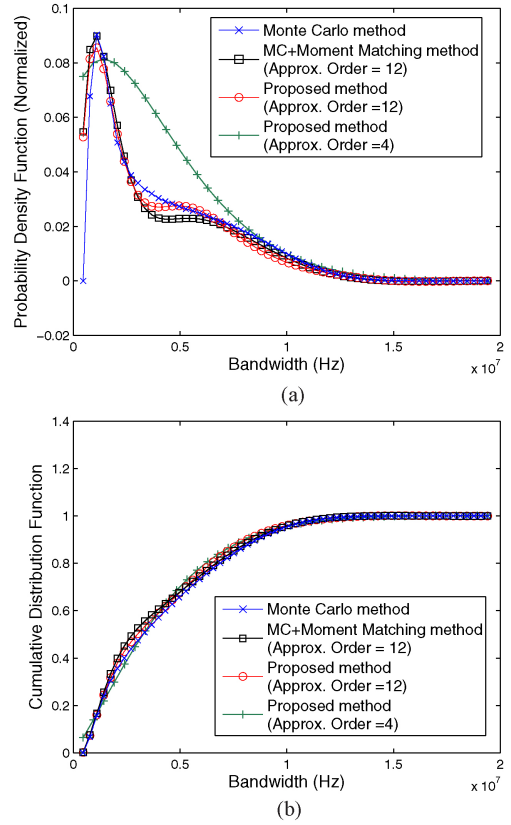 0.1
0.08
0.06
0.04
0.02
0
−0.02
Probability Density Function (Normalized)
Monte Carlo method
MC+Moment Matching method
(Approx. Order = 12)
Proposed method
(Approx. Order =12)
Proposed method
(Approx. Order =4)
0 0.5 1 1.5 2
Bandwidth (Hz)
x 10^7
(a)
1.4
1.2
1
0.8
0.6
0.4
0.2
0
Cumulative Distribution Function
Monte Carlo method
MC+Moment Matching method
(Approx. Order = 12)
Proposed method
(Approx. Order =12)
Proposed method
(Approx. Order =4)
0 0.5 1 1.5 2
Bandwidth (Hz)
x 10^7
(b)